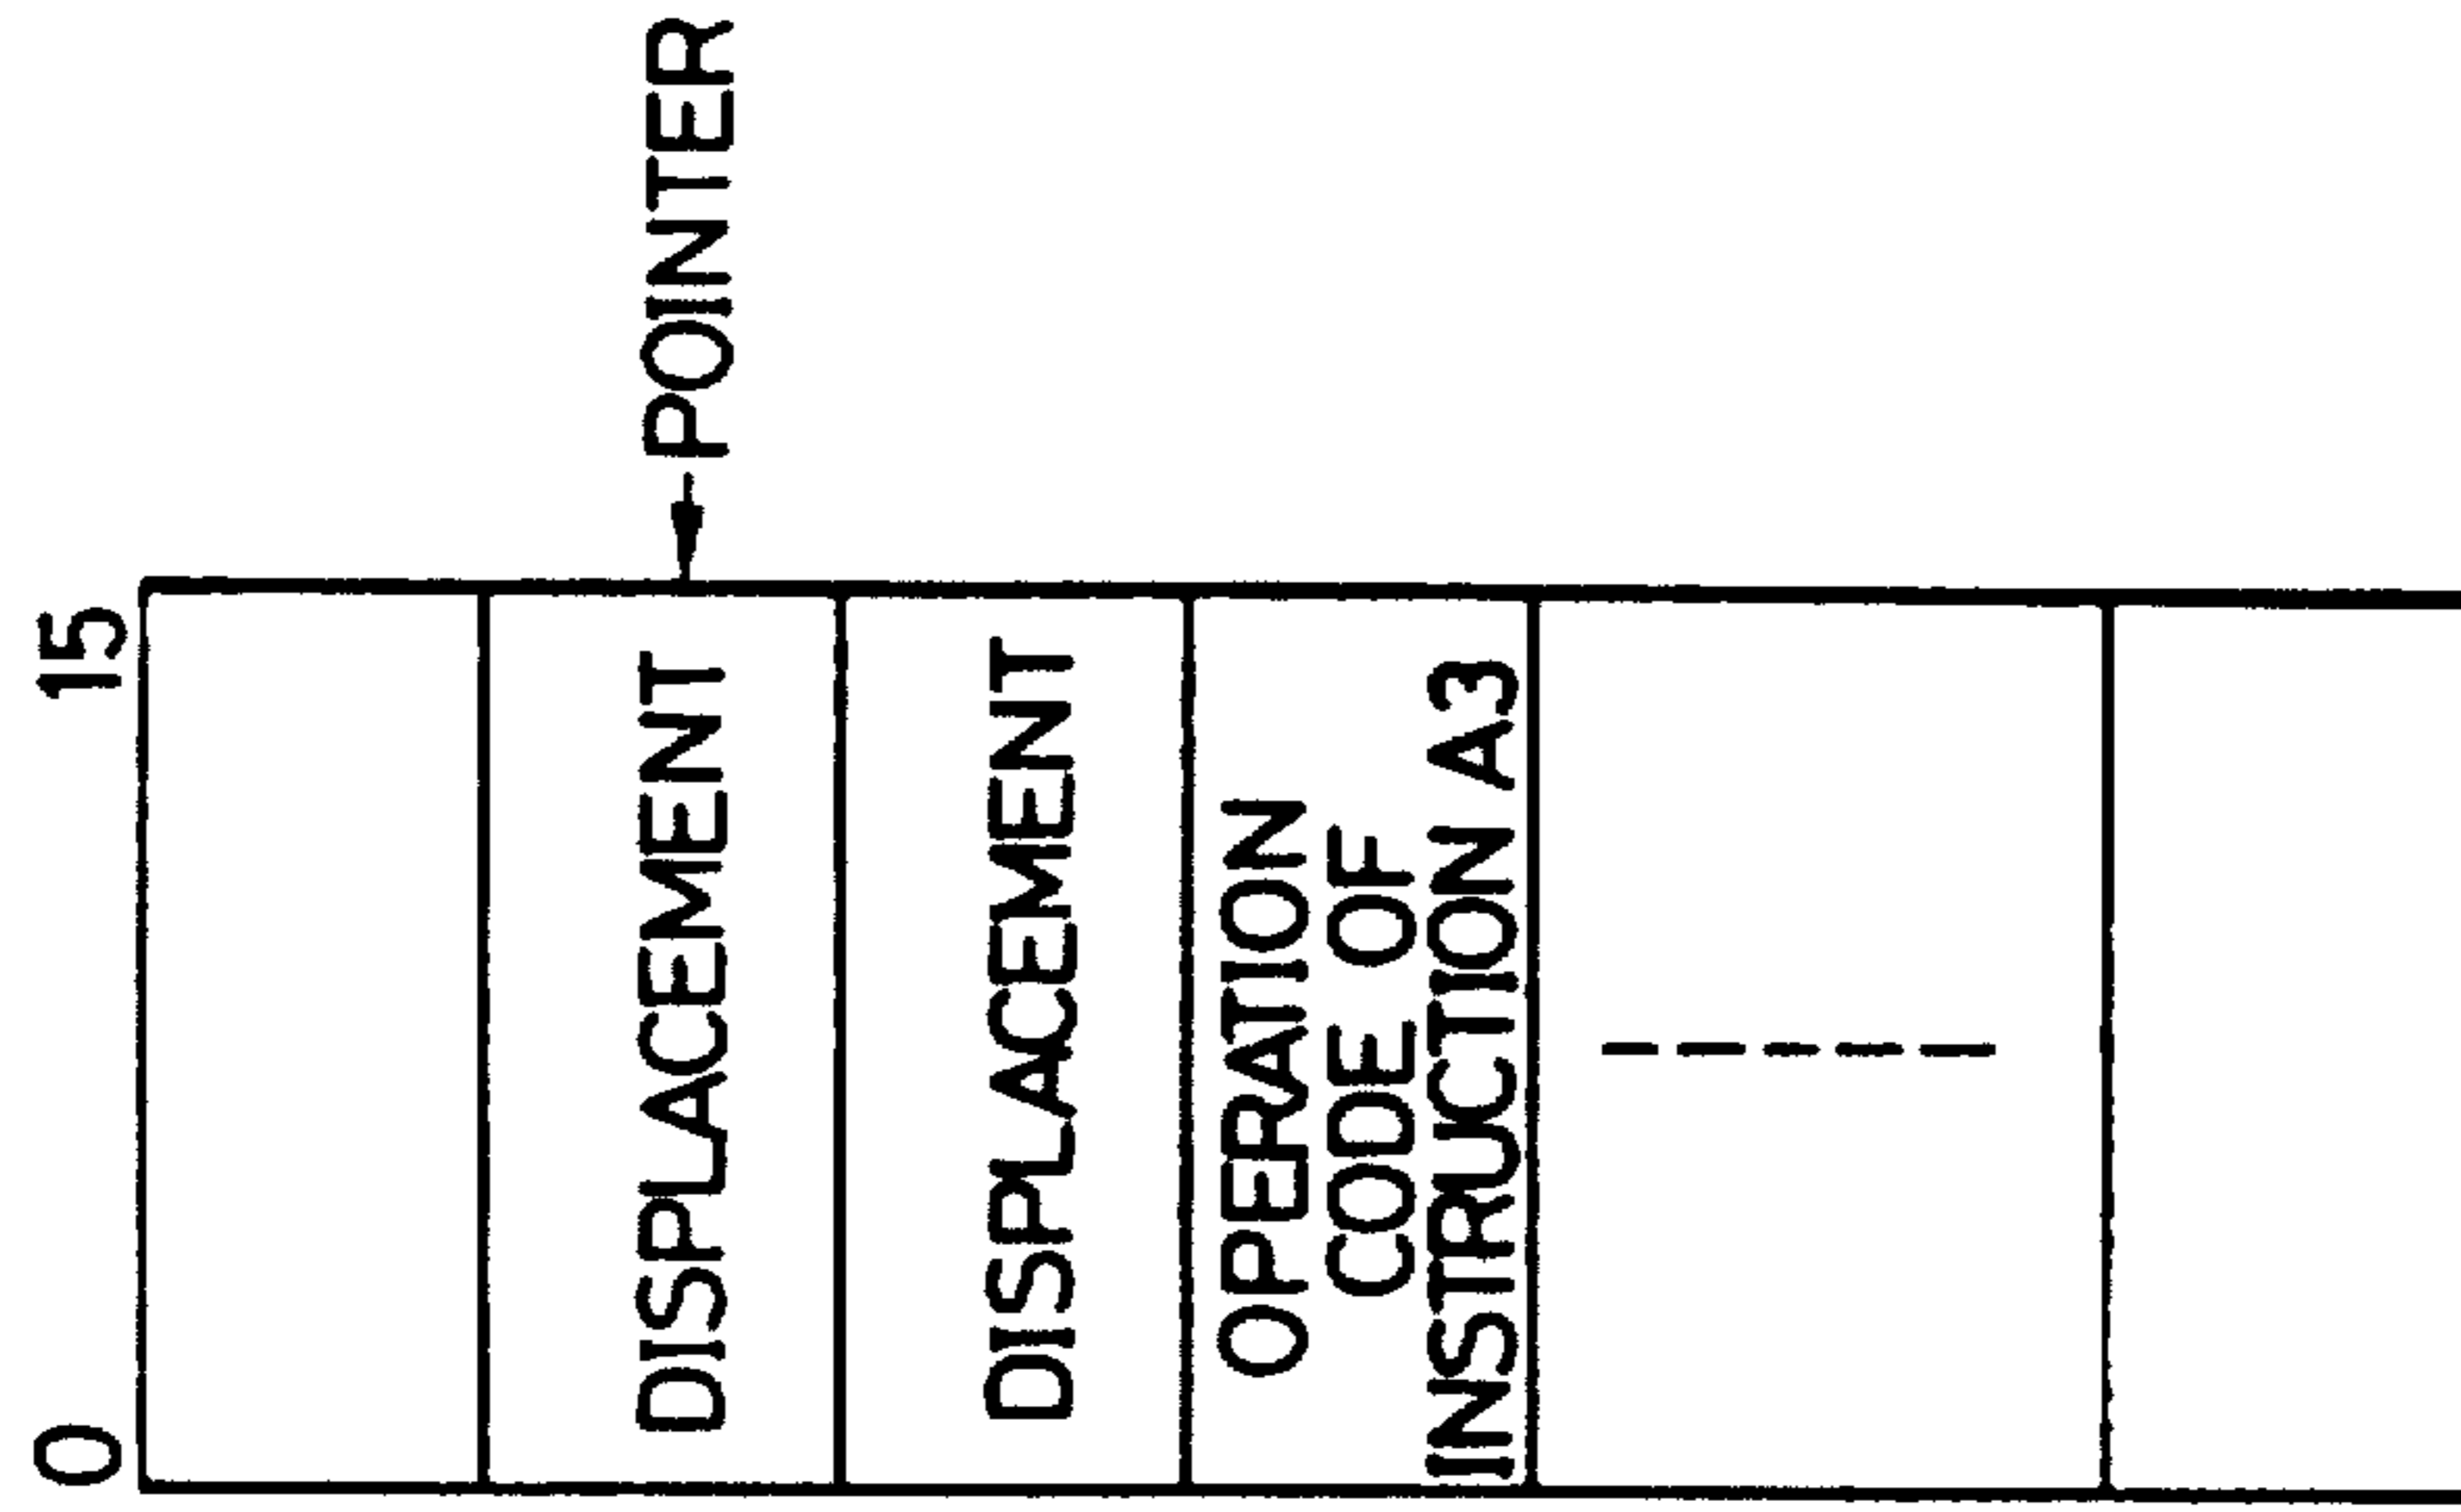 0 15
DISPLACEMENT
POINTER
DISPLACEMENT
OPERATION
CODE OF
INSTRUCTION A3